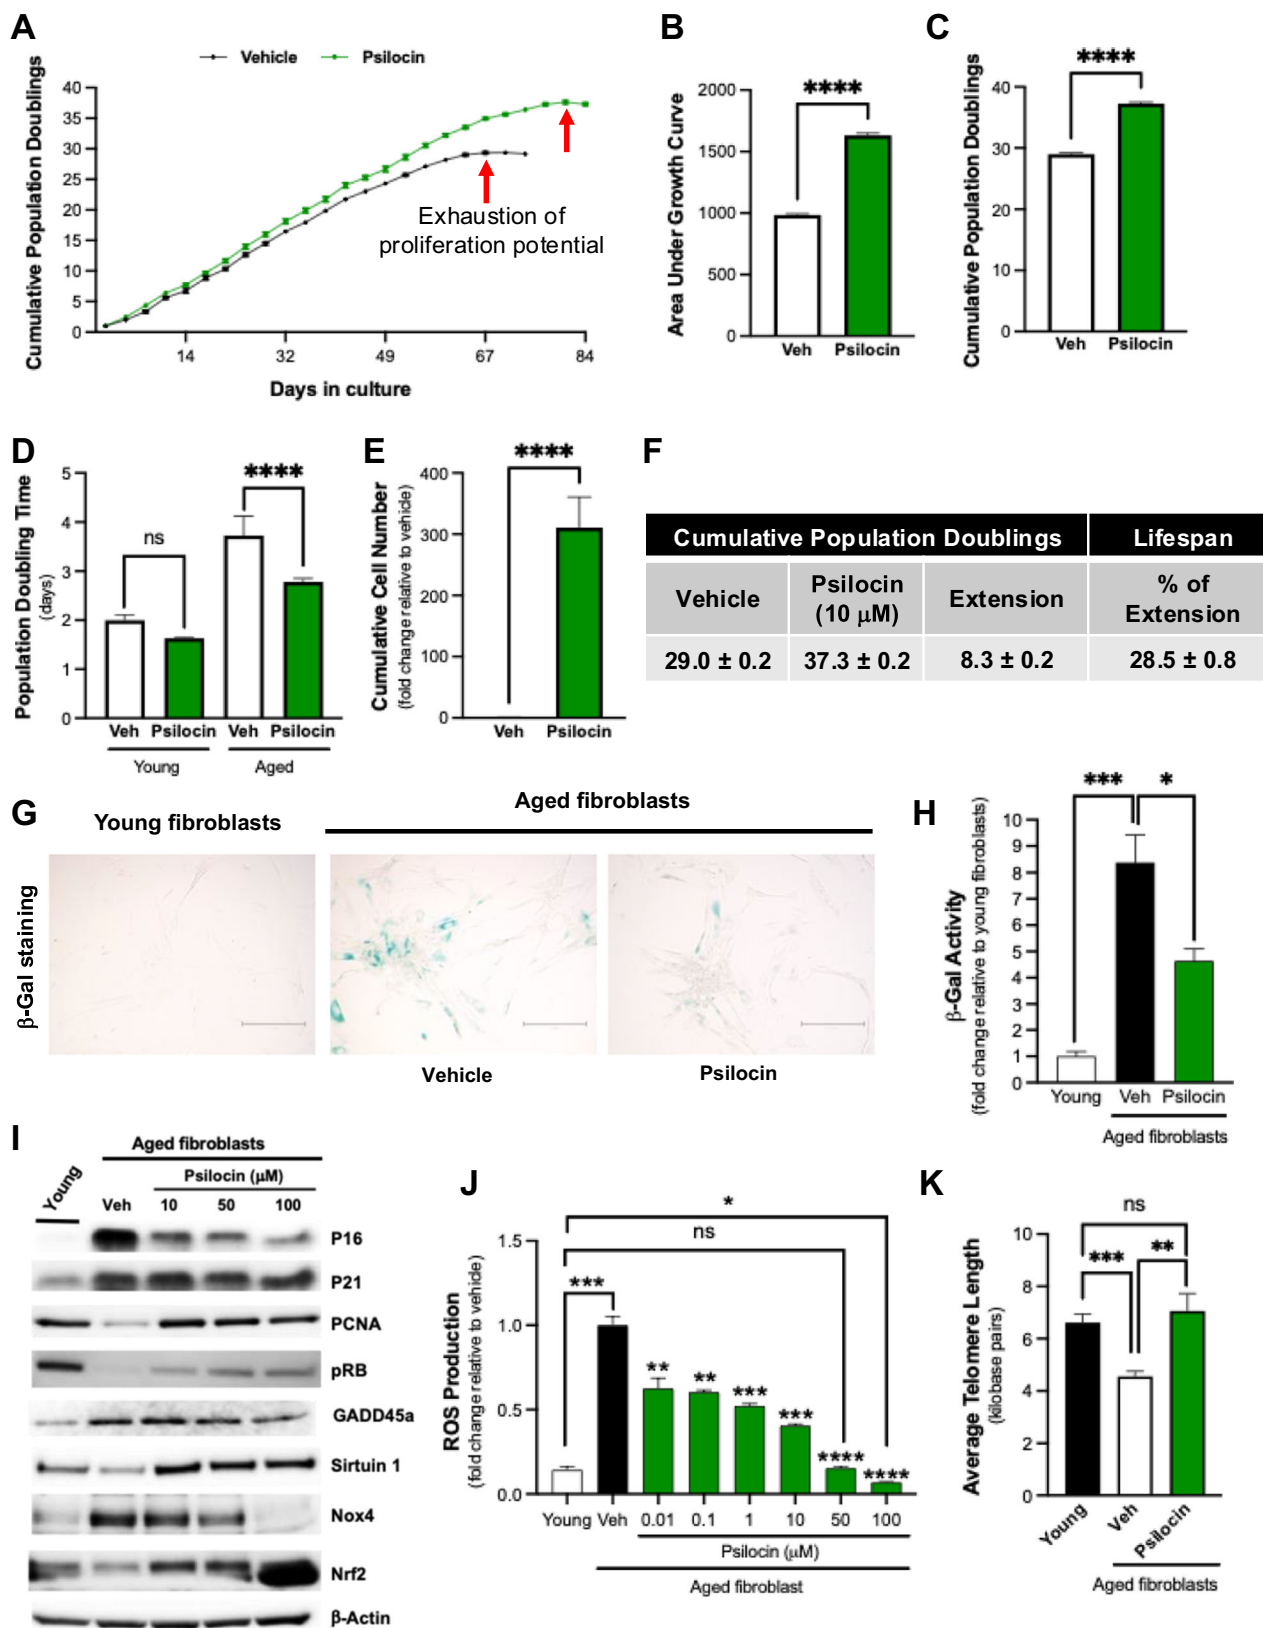 A
Vehicle
Psilocin
Cumulative Population Doublings
40
35
30
25
20
15
10
5
0
14
32
49
67
84
Days in culture
Exhaustion of
proliferation potential
B
****
Area Under Growth Curve
2000
1500
1000
500
0
Veh
Psilocin
C
****
Cumulative Population Doublings
40
30
20
10
0
Veh
Psilocin
D
Population Doubling Time
(days)
5
4
3
2
1
0
ns
****
Veh Psilocin Veh Psilocin
Young Aged
E
****
Cumulative Cell Number
(fold change relative to vehicle)
400
300
200
100
0
Veh Psilocin
F
Cumulative Population Doublings Lifespan
Vehicle Psilocin (10 μM) Extension % of Extension
29.0 ± 0.2 37.3 ± 0.2 8.3 ± 0.2 28.5 ± 0.8
G
Young fibroblasts
Aged fibroblasts
β-Gal staining
Vehicle
Psilocin
H
*** *
β-Gal Activity
(fold change relative to young fibroblasts)
10
9
8
7
6
5
4
3
2
1
0
Young Veh Psilocin
Aged fibroblasts
I
Aged fibroblasts
Young
Psilocin (μM)
Veh 10 50 100
P16
P21
PCNA
pRB
GADD45a
Sirtuin 1
Nox4
Nrf2
β-Actin
J
*
ns
***
ROS Production
(fold change relative to vehicle)
1.5
1.0
0.5
0.0
** ** *** *** **** ****
Young Veh 0.01 0.1 1 10 50 100
Psilocin (μM)
Aged fibroblast
K
ns
*** **
Average Telomere Length
(kilobase pairs)
10
8
6
4
2
0
Young Veh Psilocin
Aged fibroblasts